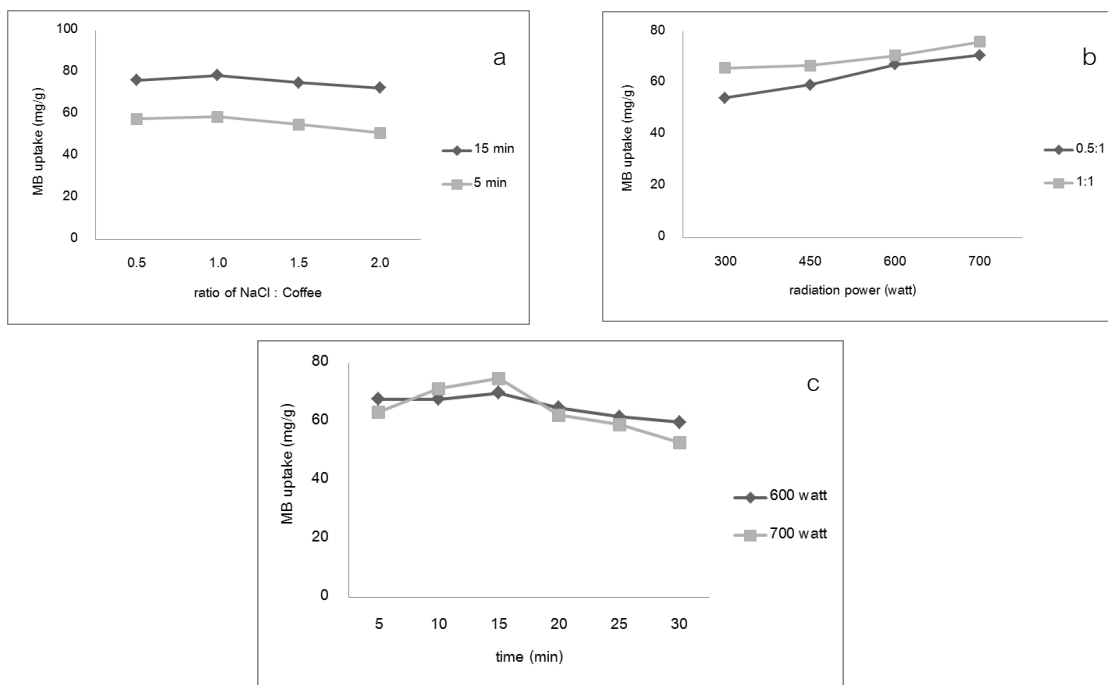 a
MB uptake (mg/g)
100
80
60
40
20
0
0.5 1.0 1.5 2.0
ratio of NaCl : Coffee
15 min
5 min
b
MB uptake (mg/g)
80
60
40
20
0
300 450 600 700
radiation power (watt)
0.5:1
1:1
c
MB uptake (mg/g)
80
60
40
20
0
5 10 15 20 25 30
time (min)
600 watt
700 watt